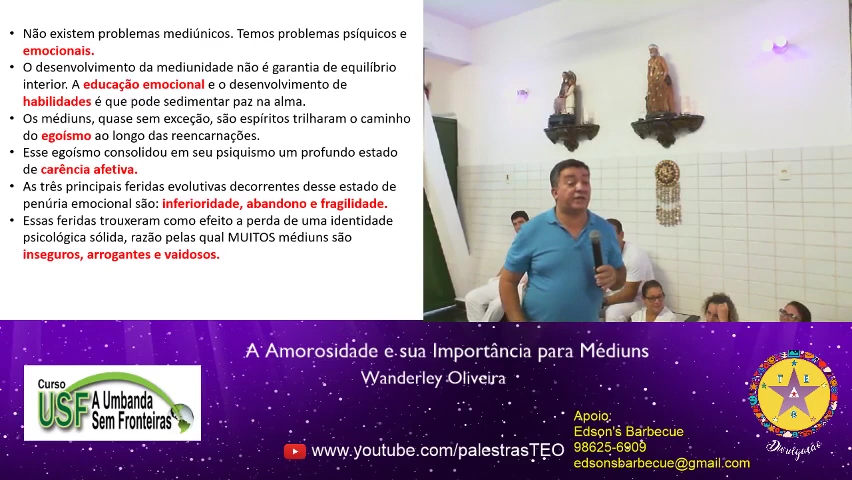 • Não existem problemas mediúnicos. Temos problemas psíquicos e
emocionais.
• O desenvolvimento da mediunidade não é garantia de equilíbrio
interior. A educação emocional e o desenvolvimento de
habilidades é que pode sedimentar paz na alma.
• Os médiuns, quase sem exceção, são espíritos trilharam o caminho
do egoísmo ao longo das reencarnações.
• Esse egoísmo consolidou em seu psiquismo um profundo estado
de carência afetiva.
• As três principais feridas evolutivas decorrentes desse estado de
penúria emocional são: inferioridade, abandono e fragilidade.
• Essas feridas trouxeram como efeito a perda de uma identidade
psicológica sólida, razão pelas qual MUITOS médiuns são
inseguros, arrogantes e vaidosos.
A Amorosidade e sua Importância para Médiuns
Wanderley Oliveira
Curso
USF A Umbanda
Sem Fronteiras
www.youtube.com/palestrasTEO
Apoio:
Edson's Barbecue
98625-6909
edsonsbarbecue@gmail.com
T E
A B
Divulgação